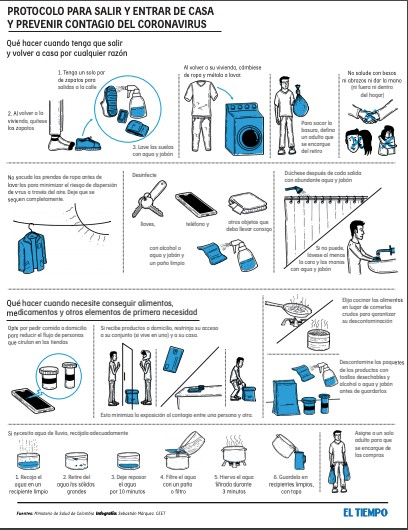 PROTOCOLO PARA SALIR Y ENTRAR DE CASA
Y PREVENIR CONTAGIO DEL CORONAVIRUS
Qué hacer cuando tenga que salir
y volver a casa por cualquier razón
1. Tenga un solo par
de zapatos para
salidas a la calle
2. Al volver a la
vivienda, quítese
los zapatos
3. Lave las suelas
con agua y jabón
Al volver a su vivienda, cámbiese
de ropa y métala a lavar
Para sacar la
basura, defina
un adulto que
se encargue
del retiro
No salude con besos
ni abrazos ni dar la mano
(ni fuera ni dentro
del hogar)
No sacuda las prendas de ropa antes de
lavarlas para minimizar el riesgo de dispersión
de virus a través del aire. Deje que se
sequen completamente.
Desinfecte
llaves,
teléfono y
otros objetos que
deba llevar consigo
con alcohol o
agua y jabón y
un paño limpio
Dúchese después de cada salida
con abundante agua y jabón
Si no puede,
lávese al menos
la cara y las manos
con agua y jabón
Qué hacer cuando necesite conseguir alimentos,
medicamentos y otros elementos de primera necesidad
Opte por pedir comida a domicilio
para reducir el flujo de personas
que circulan en las tiendas
Si recibe productos a domicilio, restrinja su acceso
a su conjunto (si vive en uno) y a su casa.
Esto minimiza la exposición al contagio entre una persona y otra.
Elija cocinar los alimentos
en lugar de comerlos
crudos para garantizar
su descontaminación
Descontamine los paquetes
de los productos con
toallas desechables y
alcohol o agua y jabón
antes de guardarlos
Si necesita agua de lluvia, recójala adecuadamente
1. Recoja el
agua en un
recipiente limpio
2. Retire del
agua los sólidos
grandes
3. Deje reposar
el agua
por 10 minutos
4. Filtre el agua
con un paño
o filtro
5. Hierva el agua
filtrada durante
3 minutos
6. Guárdela en
recipientes limpios,
con tapa
Asigne a un solo
adulto para que
se encargue de
las compras
Fuentes: Ministerio de Salud de Colombia Infografía: Sebastián Márquez. CEET
EL TIEMPO